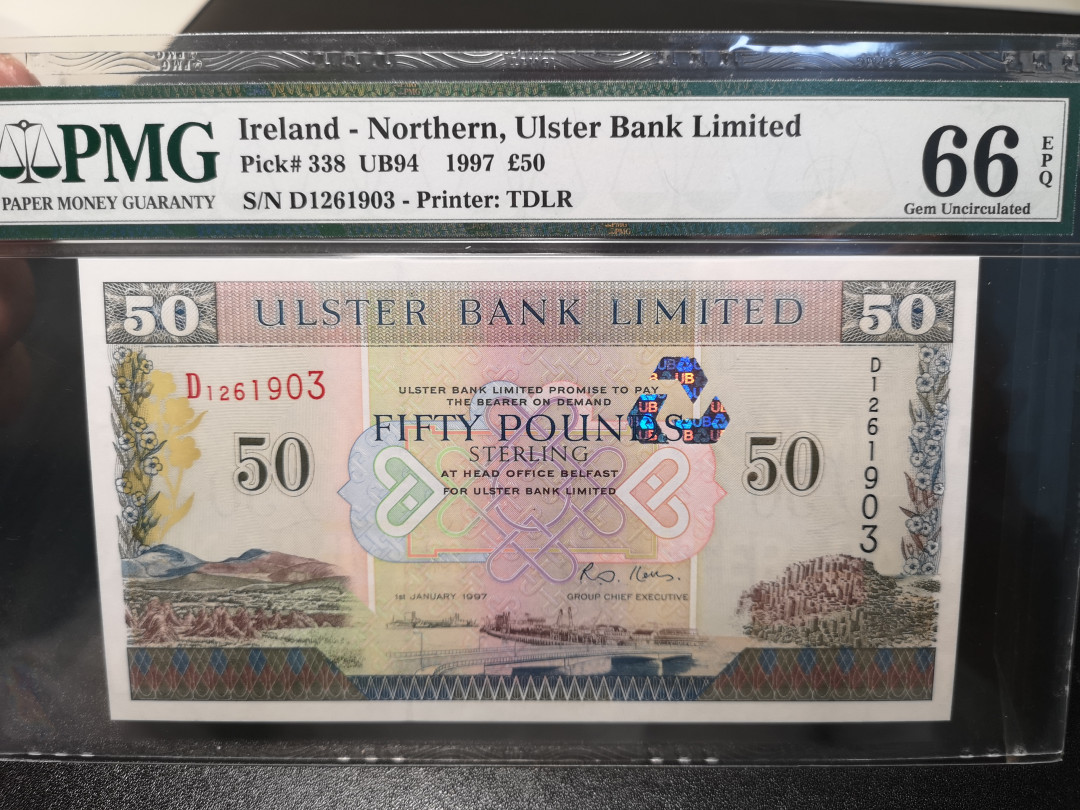 PMG
PAPER MONEY GUARANTY
Ireland - Northern, Ulster Bank Limited
Pick# 338 UB94 1997 £50
S/N D1261903 - Printer: TDLR
66
EPQ
Gem Uncirculated
50 ULSTER BANK LIMITED 50
D1261903
ULSTER BANK LIMITED PROMISE TO PAY
THE BEARER ON DEMAND
FIFTY POUNDS
STERLING
AT HEAD OFFICE BELFAST
FOR ULSTER BANK LIMITED
50
50
D1261903
UB
UB
UB
1st JANUARY 1997
GROUP CHIEF EXECUTIVE